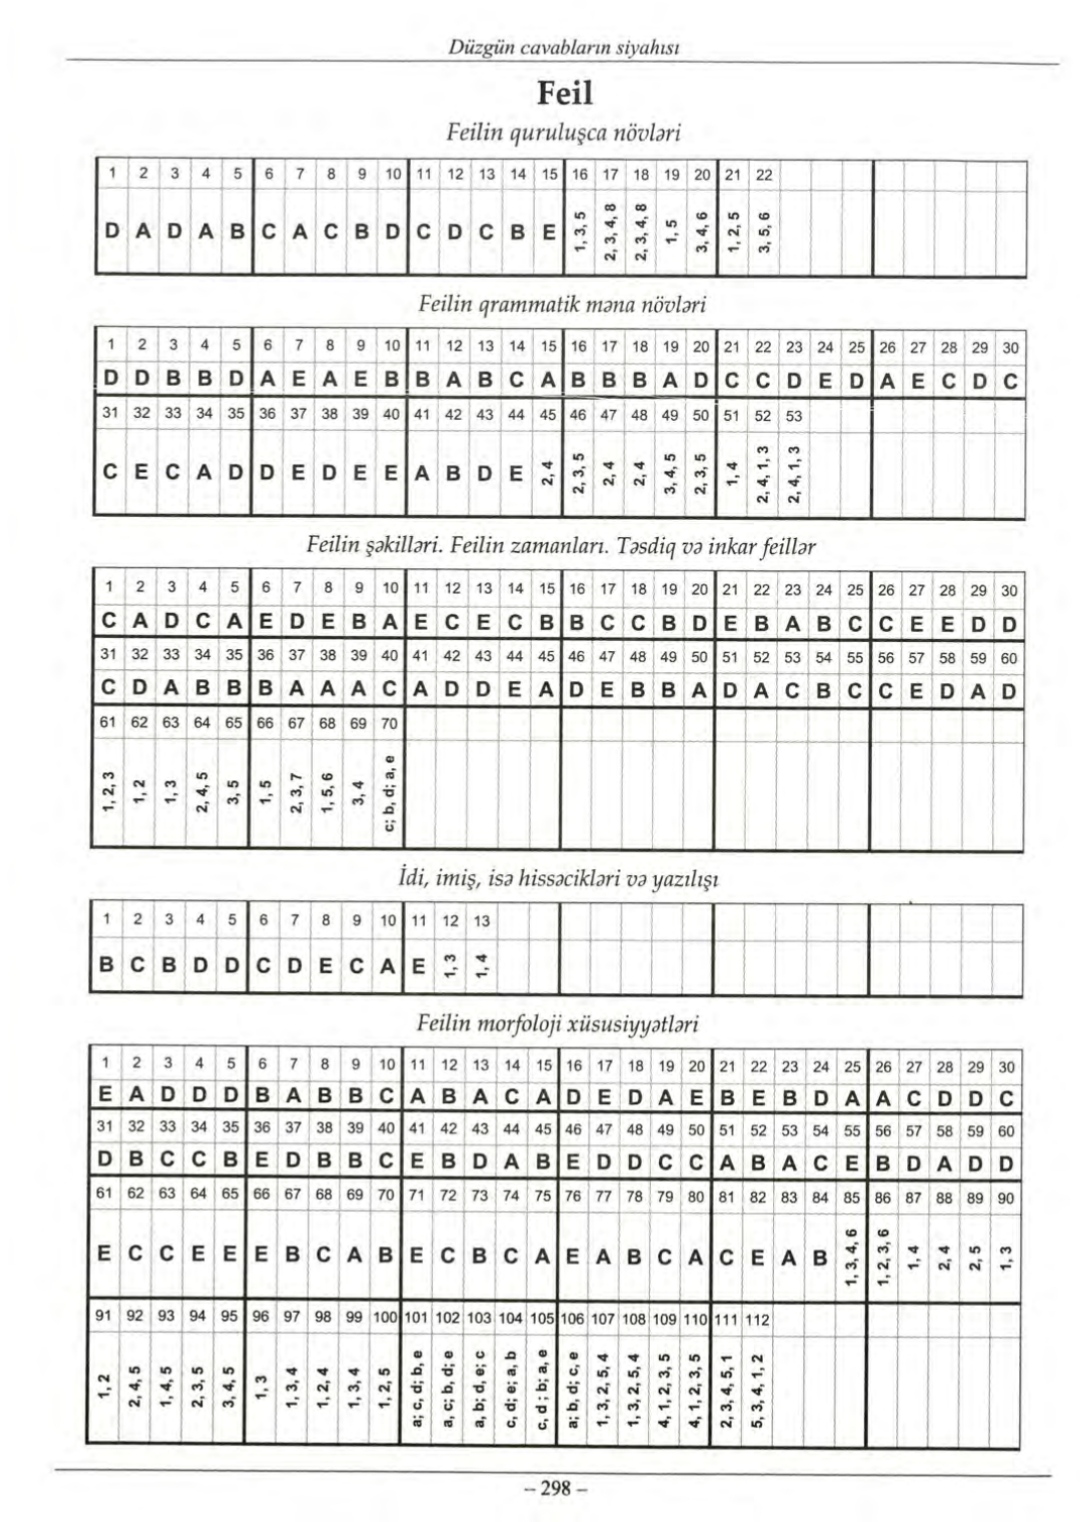 Düzgün cavabların siyahısı
Feil
Feilin quruluşca növləri
1 2 3 4 5 6 7 8 9 10 11 12 13 14 15 16 17 18 19 20 21 22
D A D A B C A C B D C D C B E 1, 3, 5 2, 3, 4, 8 2, 3, 4, 8 1, 5 3, 4, 6 1, 2, 5 3, 5, 6
Feilin qrammatik məna növləri
1 2 3 4 5 6 7 8 9 10 11 12 13 14 15 16 17 18 19 20 21 22 23 24 25 26 27 28 29 30
D D B B D A E A E B B A B C A B B B A D C C D E D A E C D C
31 32 33 34 35 36 37 38 39 40 41 42 43 44 45 46 47 48 49 50 51 52 53
C E C A D D E D E E A B D E 2, 4 2, 3, 5 2, 4 2, 4 3, 4, 5 2, 3, 5 1, 4 2, 4, 1, 3 2, 4, 1, 3
Feilin şəkilləri. Feilin zamanları. Təsdiq və inkar feillər
1 2 3 4 5 6 7 8 9 10 11 12 13 14 15 16 17 18 19 20 21 22 23 24 25 26 27 28 29 30
C A D C A E D E B A E C E C B B C C B D E B A B C C E E D D
31 32 33 34 35 36 37 38 39 40 41 42 43 44 45 46 47 48 49 50 51 52 53 54 55 56 57 58 59 60
C D A B B B A A A C A D D E A D E B B A D A C B C C E D A D
61 62 63 64 65 66 67 68 69 70
1, 2, 3 1, 2 1, 3 2, 4, 5 3, 5 1, 5 2, 3, 7 1, 5, 6 3, 4 c; b, d; a, e
İdi, imiş, isə hissəcikləri və yazılışı
1 2 3 4 5 6 7 8 9 10 11 12 13
B C B D D C D E C A E 1, 3 1, 4
Feilin morfoloji xüsusiyyətləri
1 2 3 4 5 6 7 8 9 10 11 12 13 14 15 16 17 18 19 20 21 22 23 24 25 26 27 28 29 30
E A D D D B A B B C A B A C A D E D A E B E B D A A C D D C
31 32 33 34 35 36 37 38 39 40 41 42 43 44 45 46 47 48 49 50 51 52 53 54 55 56 57 58 59 60
D B C C B E D B B C E B D A B E D D C C A B A C E B D A D D
61 62 63 64 65 66 67 68 69 70 71 72 73 74 75 76 77 78 79 80 81 82 83 84 85 86 87 88 89 90
E C C E E E B C A B E C B C A E A B C A C E A B 1, 3, 4, 6 1, 2, 3, 6 1, 4 2, 4 2, 5 1, 3
91 92 93 94 95 96 97 98 99 100 101 102 103 104 105 106 107 108 109 110 111 112
1, 2 2, 4, 5 1, 4, 5 2, 3, 5 3, 4, 5 1, 3 1, 3, 4 1, 2, 4 1, 3, 4 1, 2, 5 a; c, d; b, e a, c; b, d; e a, b; d, e; c c, d; e; a, b c, d ; b; a, e a; b, d; c, e 1, 3, 2, 5, 4 1, 3, 2, 5, 4 4, 1, 2, 3, 5 4, 1, 2, 3, 5 2, 3, 4, 5, 1 5, 3, 4, 1, 2
– 298 –